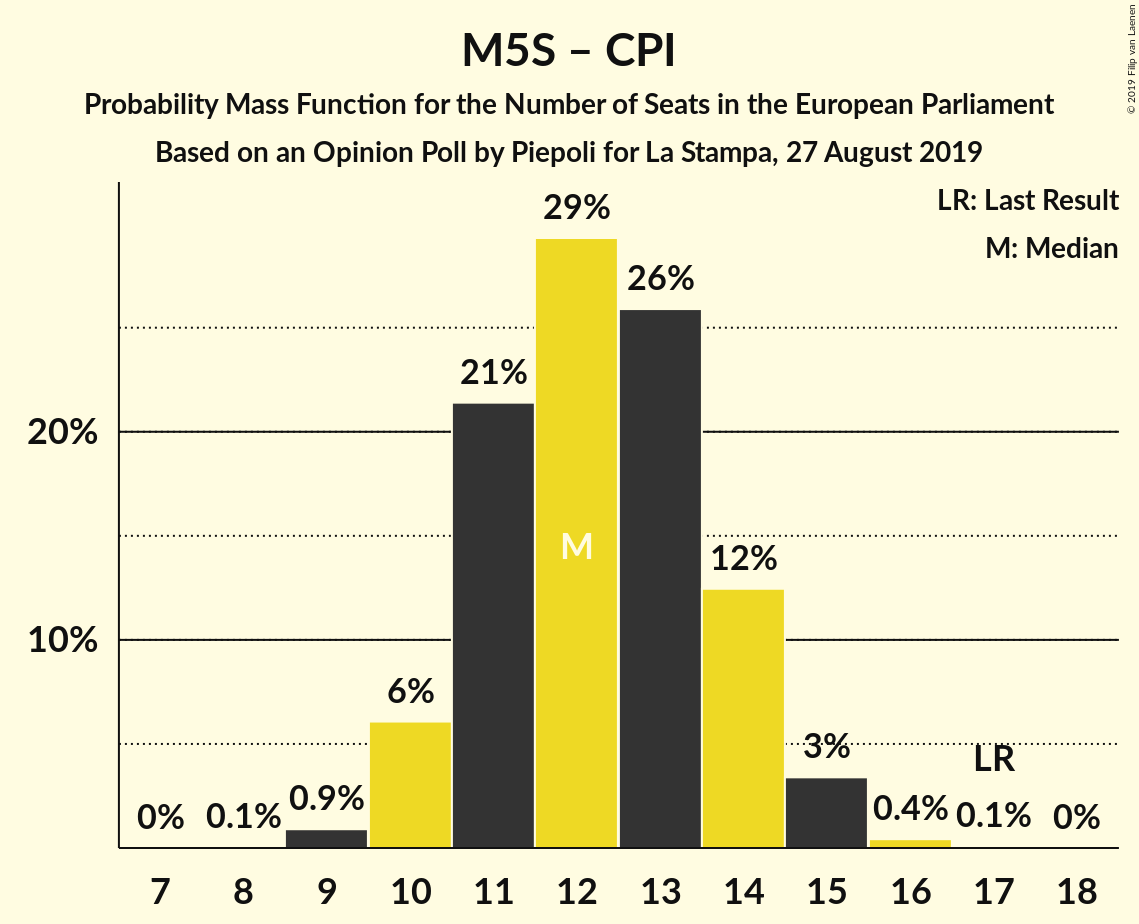 M5S – CPI
Probability Mass Function for the Number of Seats in the European Parliament
Based on an Opinion Poll by Piepoli for La Stampa, 27 August 2019
© 2019 Filip van Laenen
LR: Last Result
M: Median
29%
26%
21%
20%
M
12%
10%
6%
3%
LR
0%
0.1%
0.9%
0.4%
0.1%
0%
7 8 9 10 11 12 13 14 15 16 17 18